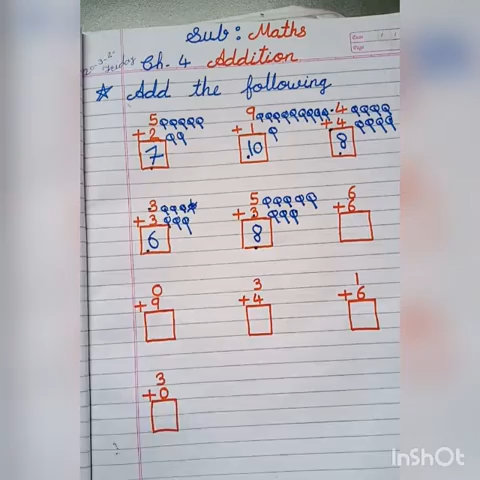 Sub: Maths
Ch. 4 Addition
* Add the following
5 9 4
+2 +1 +4
7 10 8
3 5 6
+3 +3 +6
6 8
0 3 1
+9 +4 +6
3
+0
InShOt